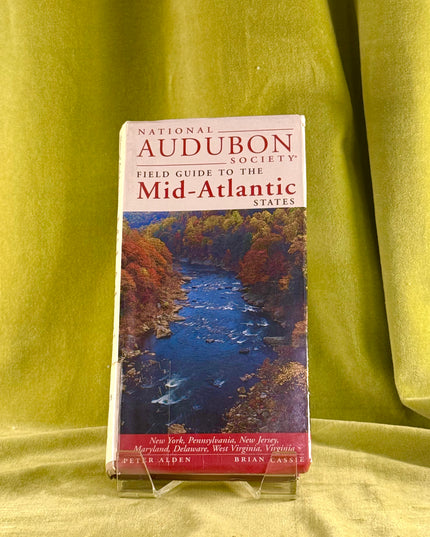 NATIONAL
AUDUBON
SOCIETY®
FIELD GUIDE TO THE
Mid-Atlantic
STATES
New York, Pennsylvania, New Jersey,
Maryland, Delaware, West Virginia, Virginia
PETER ALDEN BRIAN CASSIE